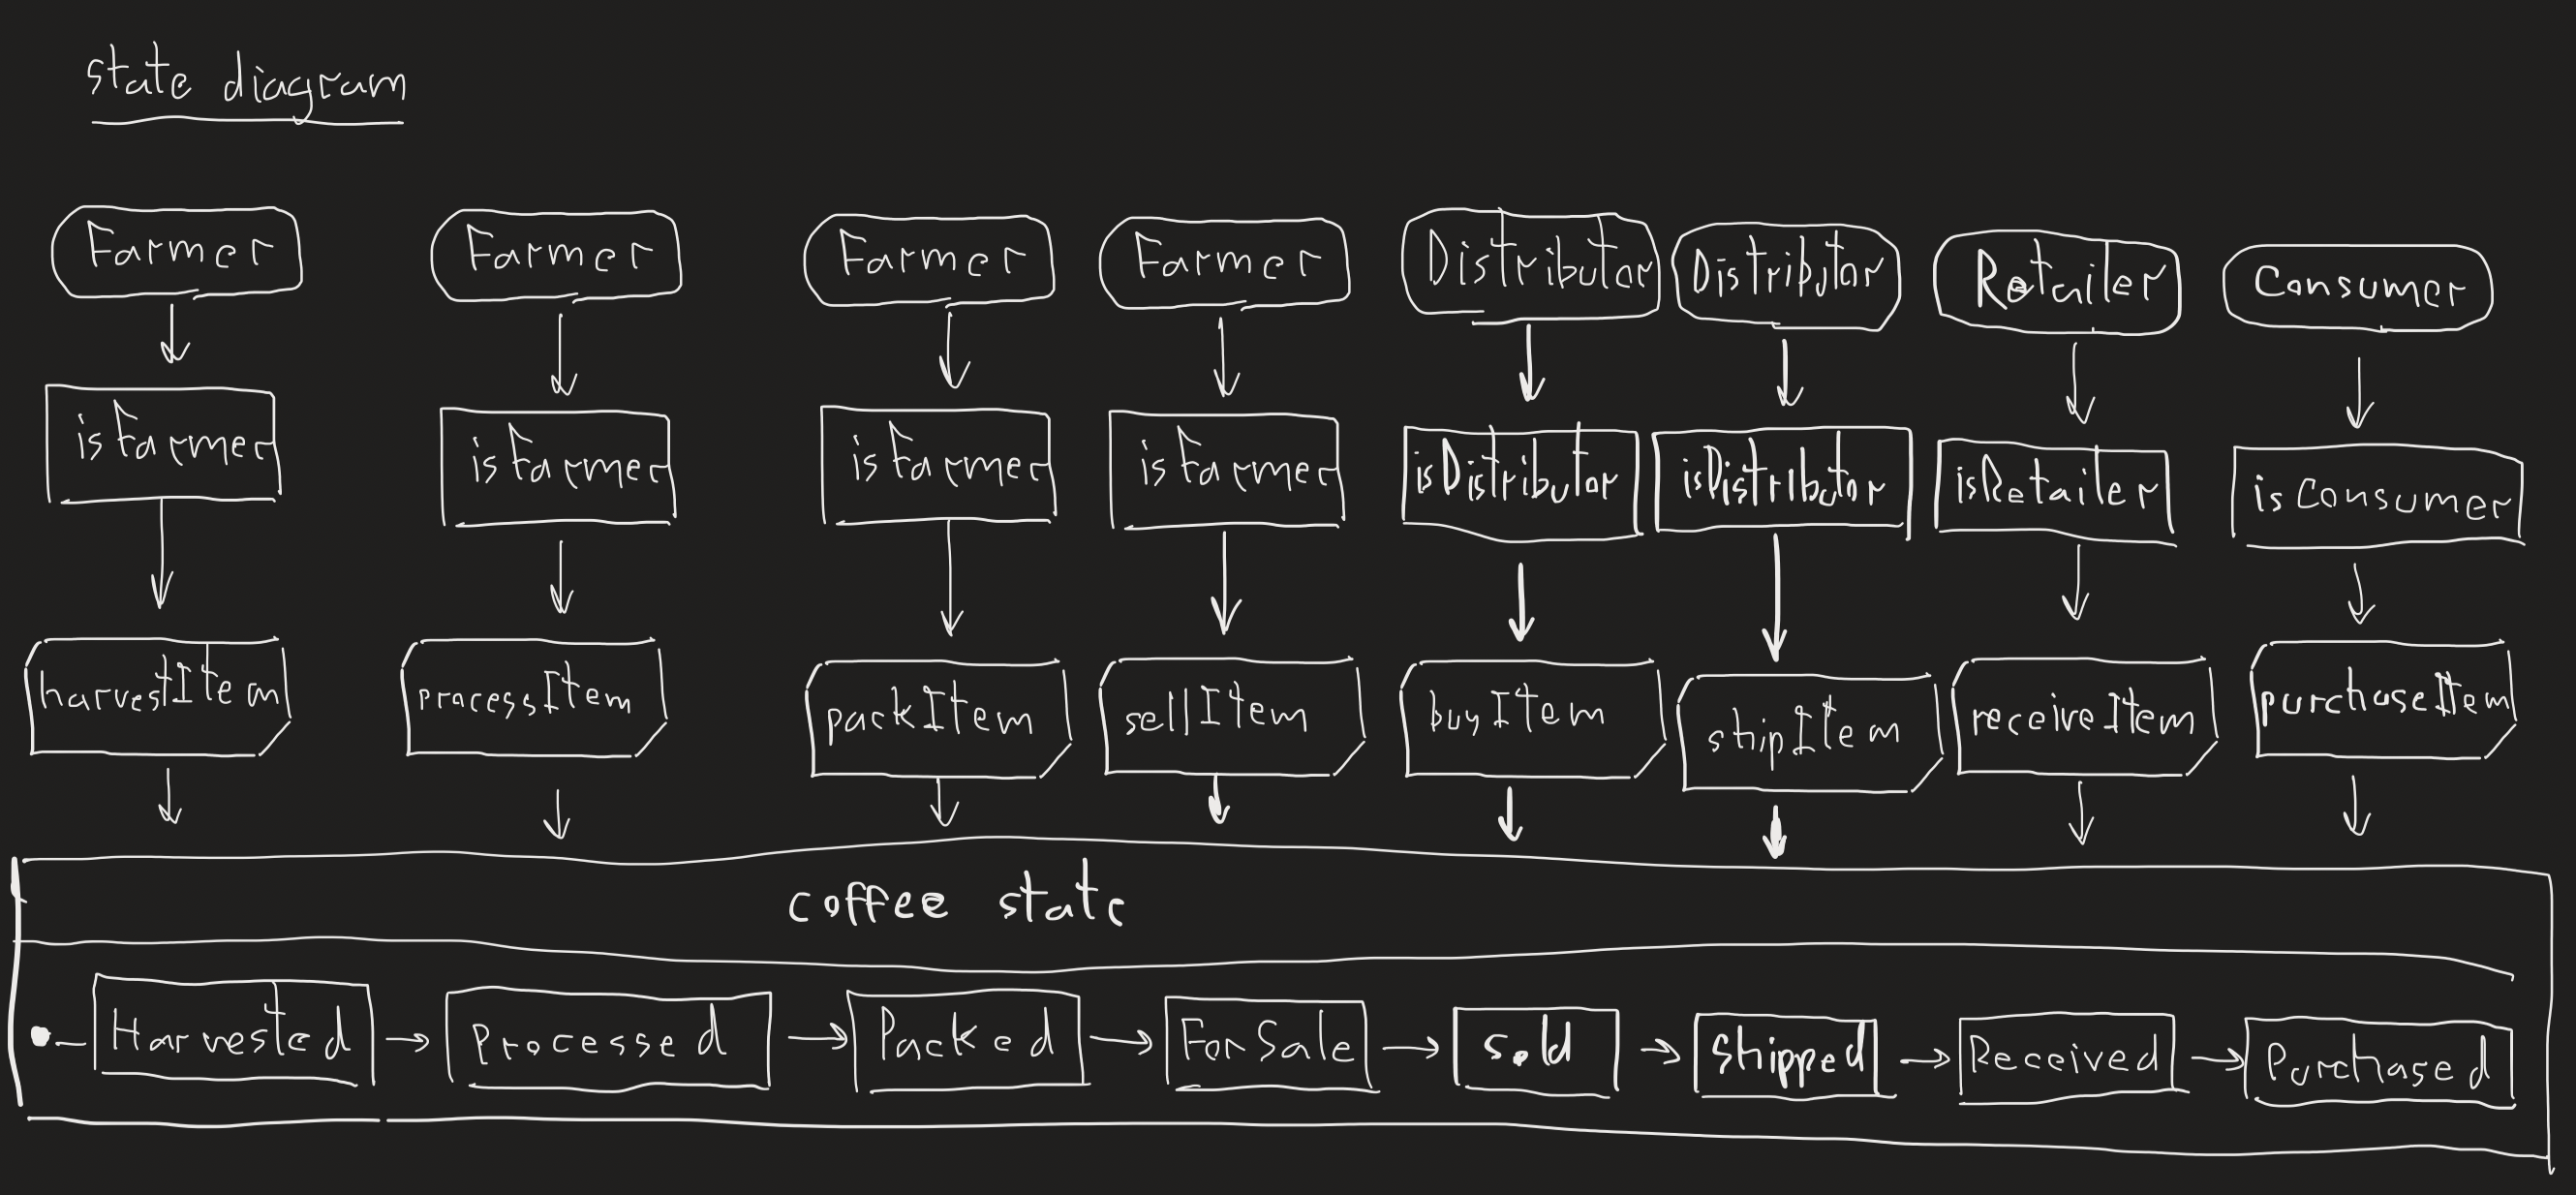 state diagram
Farmer Farmer Farmer Farmer Distributor Distributor Retailer Consumer
isFarmer isFarmer isFarmer isFarmer isDistributor isDistributor isRetailer isConsumer
harvestItem processItem packItem sellItem buyItem shipItem receiveItem purchaseItem
coffee state
Harvested Processed Packed ForSale sold shipped Received Purchased